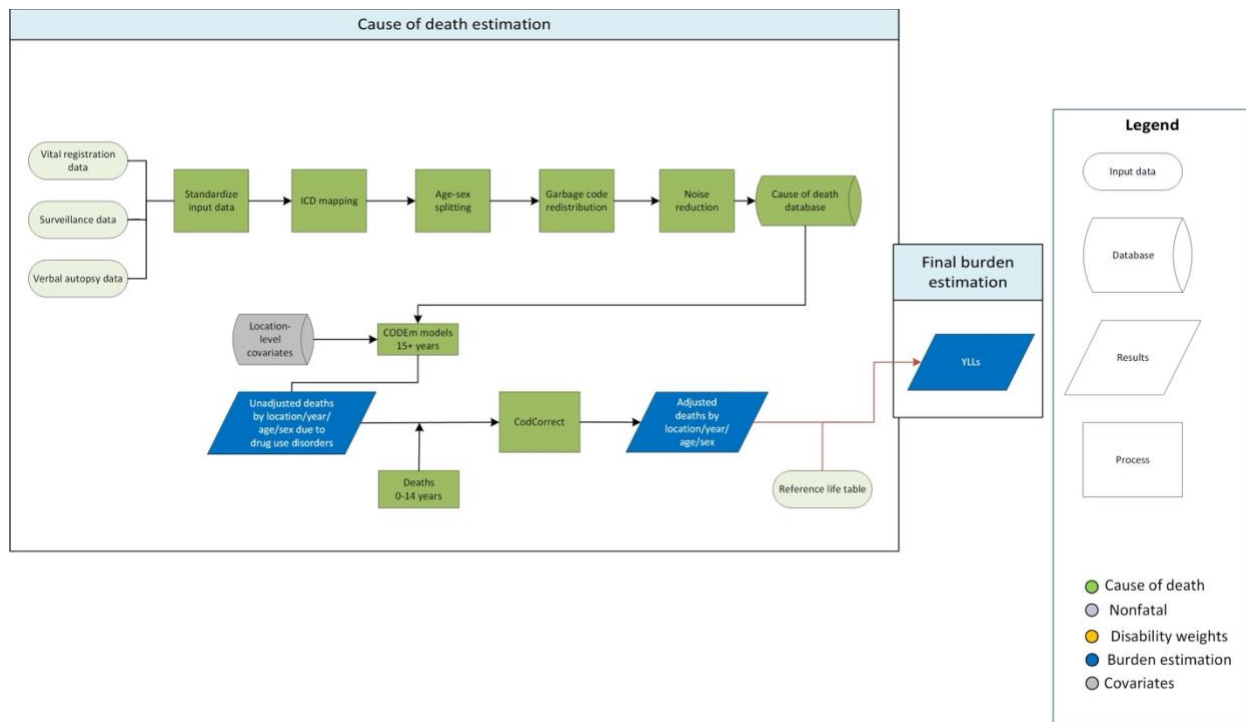 Cause of death estimation
Vital registration
data
Surveillance data
Verbal autopsy data
Standardize
input data
ICD mapping
Age-sex
splitting
Garbage code
redistribution
Noise
reduction
Cause of death
database
Location-
level
covariates
CODEm models
15+ years
Unadjusted deaths
by location/year/
age/sex due to
drug use disorders
Deaths
0-14 years
CodCorrect
Adjusted
deaths by
location/year/
age/sex
Reference life table
Final burden
estimation
YLLs
Legend
Input data
Database
Results
Process
Cause of death
Nonfatal
Disability weights
Burden estimation
Covariates